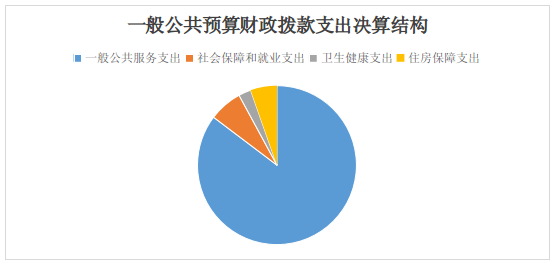 一般公共预算财政拨款支出决算结构
一般公共服务支出 社会保障和就业支出 卫生健康支出 住房保障支出